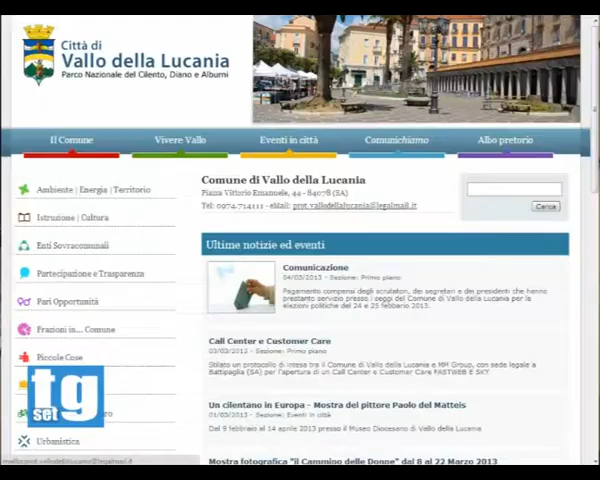 Città di
Vallo della Lucania
Parco Nazionale del Cilento, Diano e Alburni
Il Comune
Vivere Vallo
Eventi in città
Comunichiamo
Albo pretorio
Comune di Vallo della Lucania
Piazza Vittorio Emanuele, 44 - 84078 (SA)
Tel: 0974.714111 - eMail: prot.vallodellalucania@legalmail.it
Cerca
Ambiente | Energia | Territorio
Istruzione | Cultura
Enti Sovracomunali
Partecipazione e Trasparenza
Pari Opportunità
Frazioni in... Comune
Piccole Cose
Urbanistica
Ultime notizie ed eventi
Comunicazione
04/03/2013 - Sezione: Primo piano
Pagamento compensi degli scrutatori, dei segretari e dei presidenti che hanno
prestanto servizio presso i seggi del Comune di Vallo della Lucania per le
elezioni politiche del 24 e 25 febbrario 2013.
Call Center e Customer Care
03/03/2013 - Sezione: Primo piano
Stilato un protocollo di intesa tra il Comune di Vallo della Lucania e MM Group, con sede legale a
Battipaglia (SA) per l'apertura di un Call Center e Customer Care FASTWEB E SKY
Un cilentano in Europa - Mostra del pittore Paolo del Matteis
01/03/2013 - Sezione: Eventi in città
Dal 9 febbraio al 14 aprile 2013 presso il Museo Diocesano di Vallo della Lucania
Mostra fotografica "il Cammino delle Donne" dal 8 al 22 Marzo 2013
tg
set
mailto:prot.vallodellalucania@legalmail.it